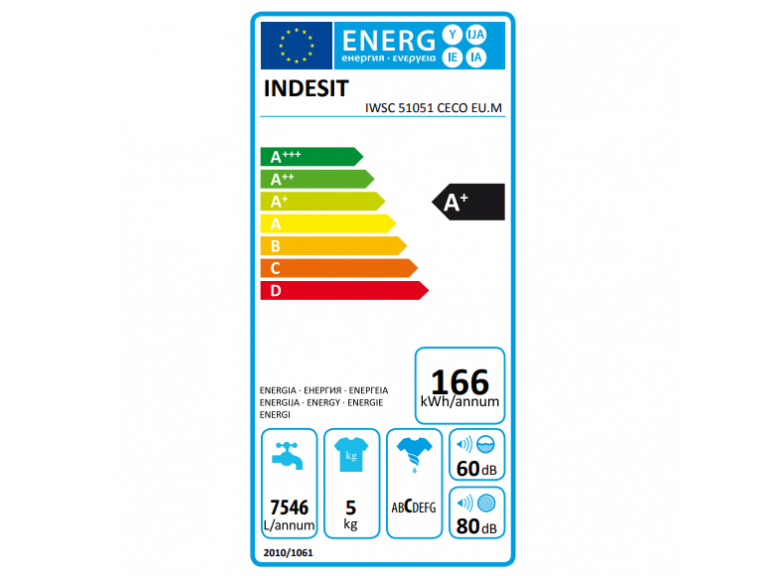 ENERG Y IJA
енергия · ενεργεια IE IA
INDESIT
IWSC 51051 CECO EU.M
A+++
A++
A+
A+
A
B
C
D
166
kWh/annum
ENERGIA · ЕНЕРГИЯ · ΕΝΕΡΓΕΙΑ
ENERGIJA · ENERGY · ENERGIE
ENERGI
kg
7546
L/annum
5
kg
ABCDEFG
60 dB
80 dB
2010/1061